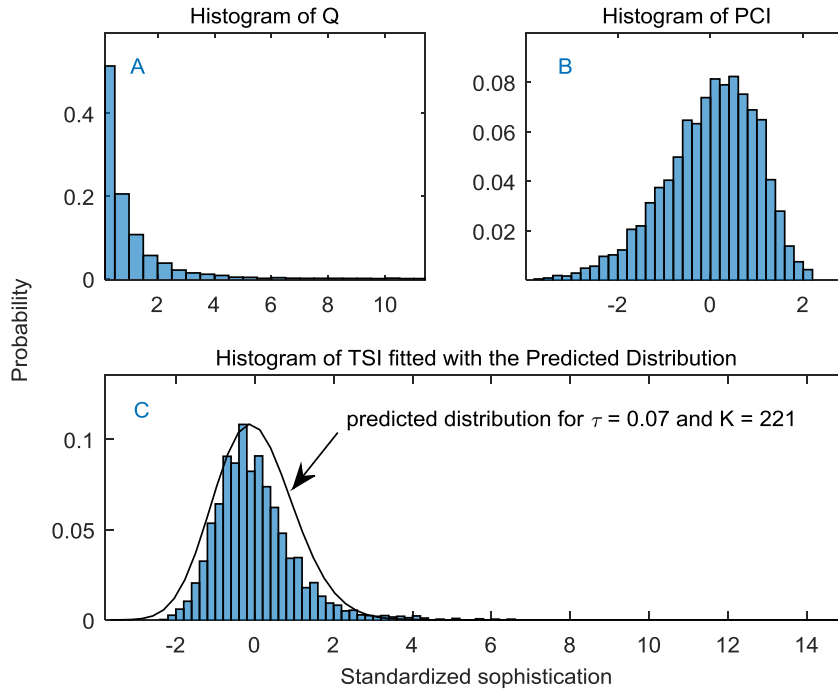 Histogram of Q
A
0.4
0.2
0
2 4 6 8 10
Histogram of PCI
B
0.08
0.06
0.04
0.02
-2 0 2
Probability
Histogram of TSI fitted with the Predicted Distribution
C
predicted distribution for τ = 0.07 and K = 221
0.1
0.05
0
-2 0 2 4 6 8 10 12 14
Standardized sophistication